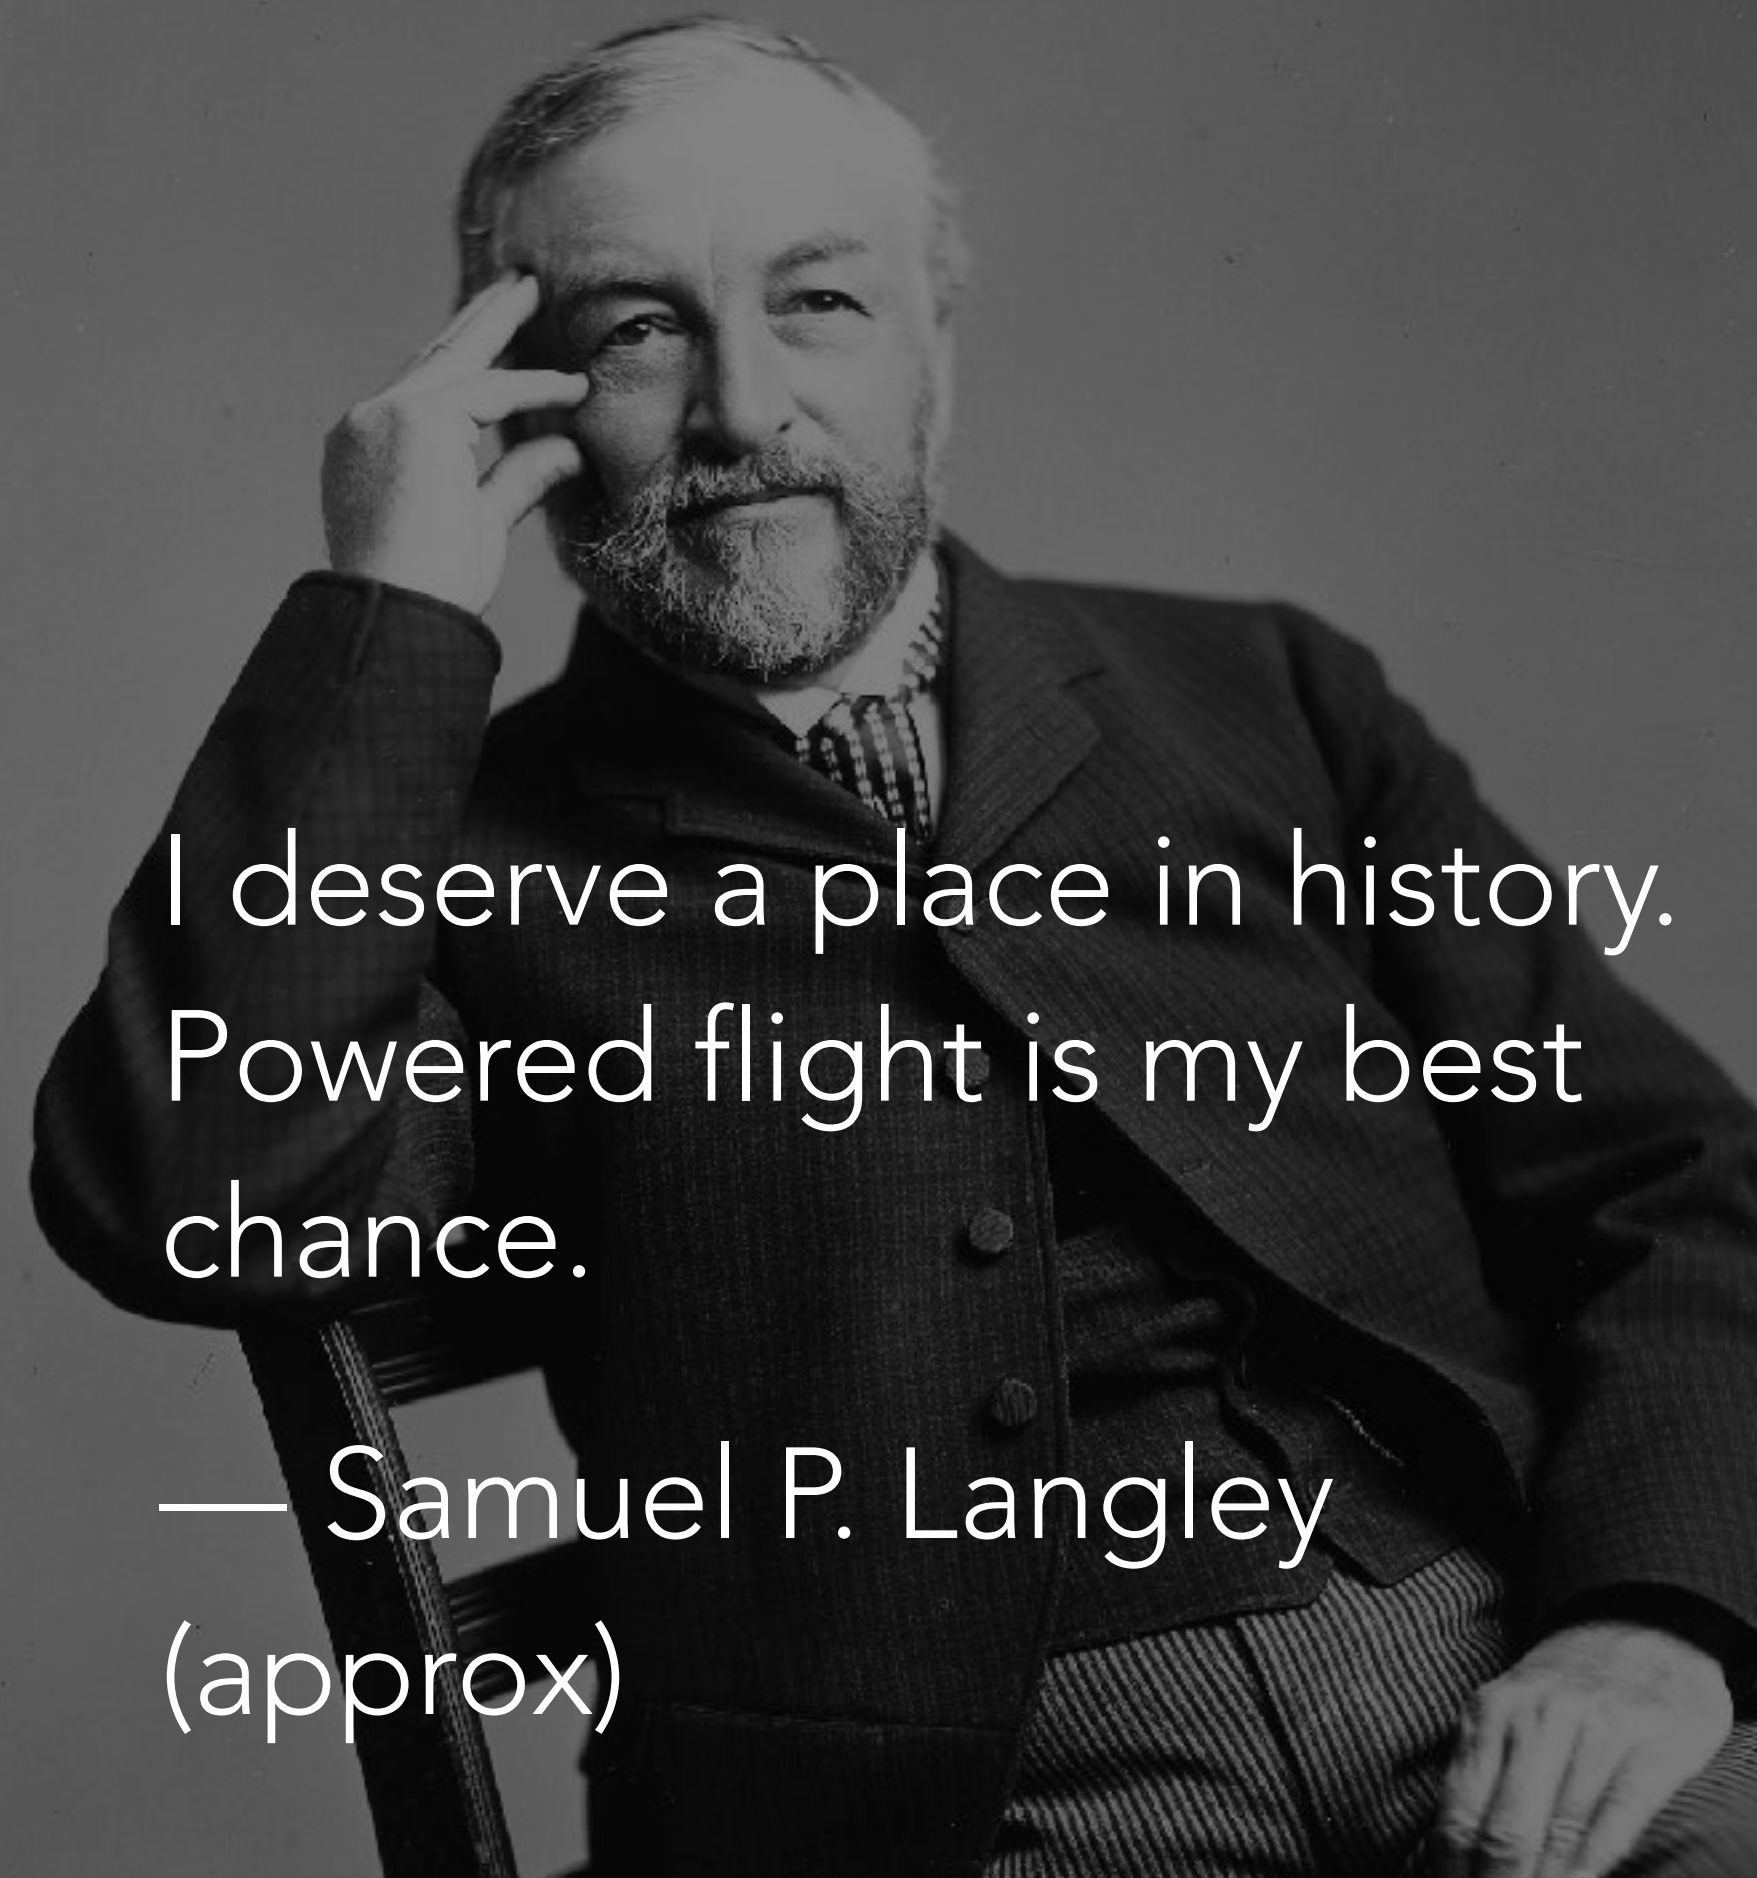 I deserve a place in history.
Powered flight is my best
chance.
— Samuel P. Langley
(approx)